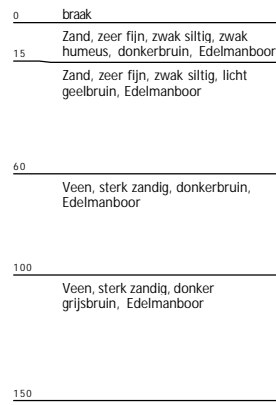 0 braak
Zand, zeer fijn, zwak siltig, zwak
15 humeus, donkerbruin, Edelmanboor
Zand, zeer fijn, zwak siltig, licht
geelbruin, Edelmanboor
60
Veen, sterk zandig, donkerbruin,
Edelmanboor
100
Veen, sterk zandig, donker
grijsbruin, Edelmanboor
150